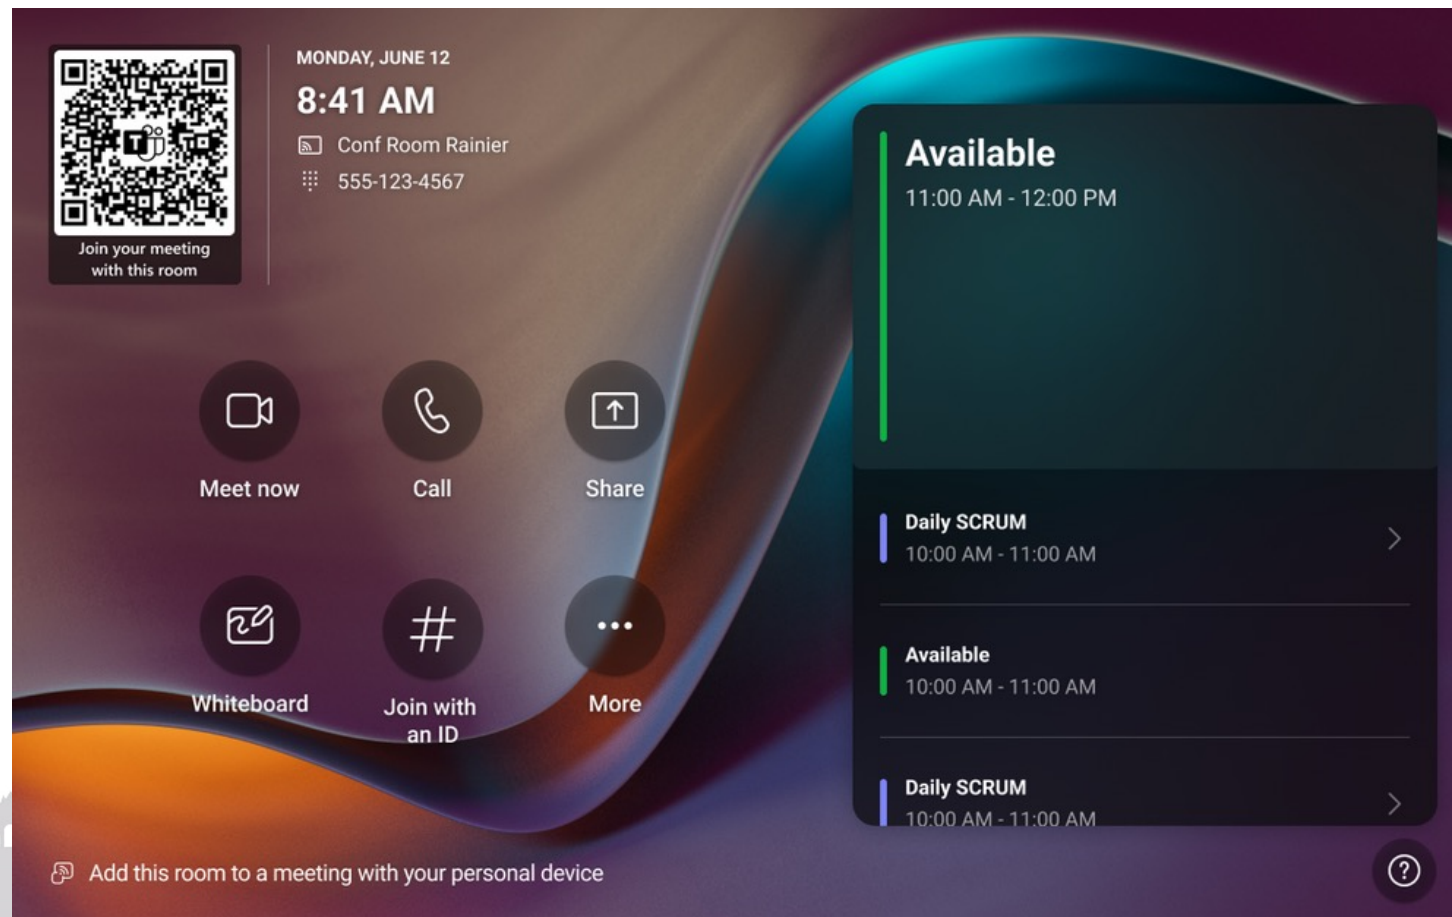 MONDAY, JUNE 12
8:41 AM
Conf Room Rainier
555-123-4567
T
Join your meeting
with this room
Meet now
Call
Share
Whiteboard
Join with
an ID
More
Available
11:00 AM - 12:00 PM
Daily SCRUM
10:00 AM - 11:00 AM
Available
10:00 AM - 11:00 AM
Daily SCRUM
10:00 AM - 11:00 AM
Add this room to a meeting with your personal device
?